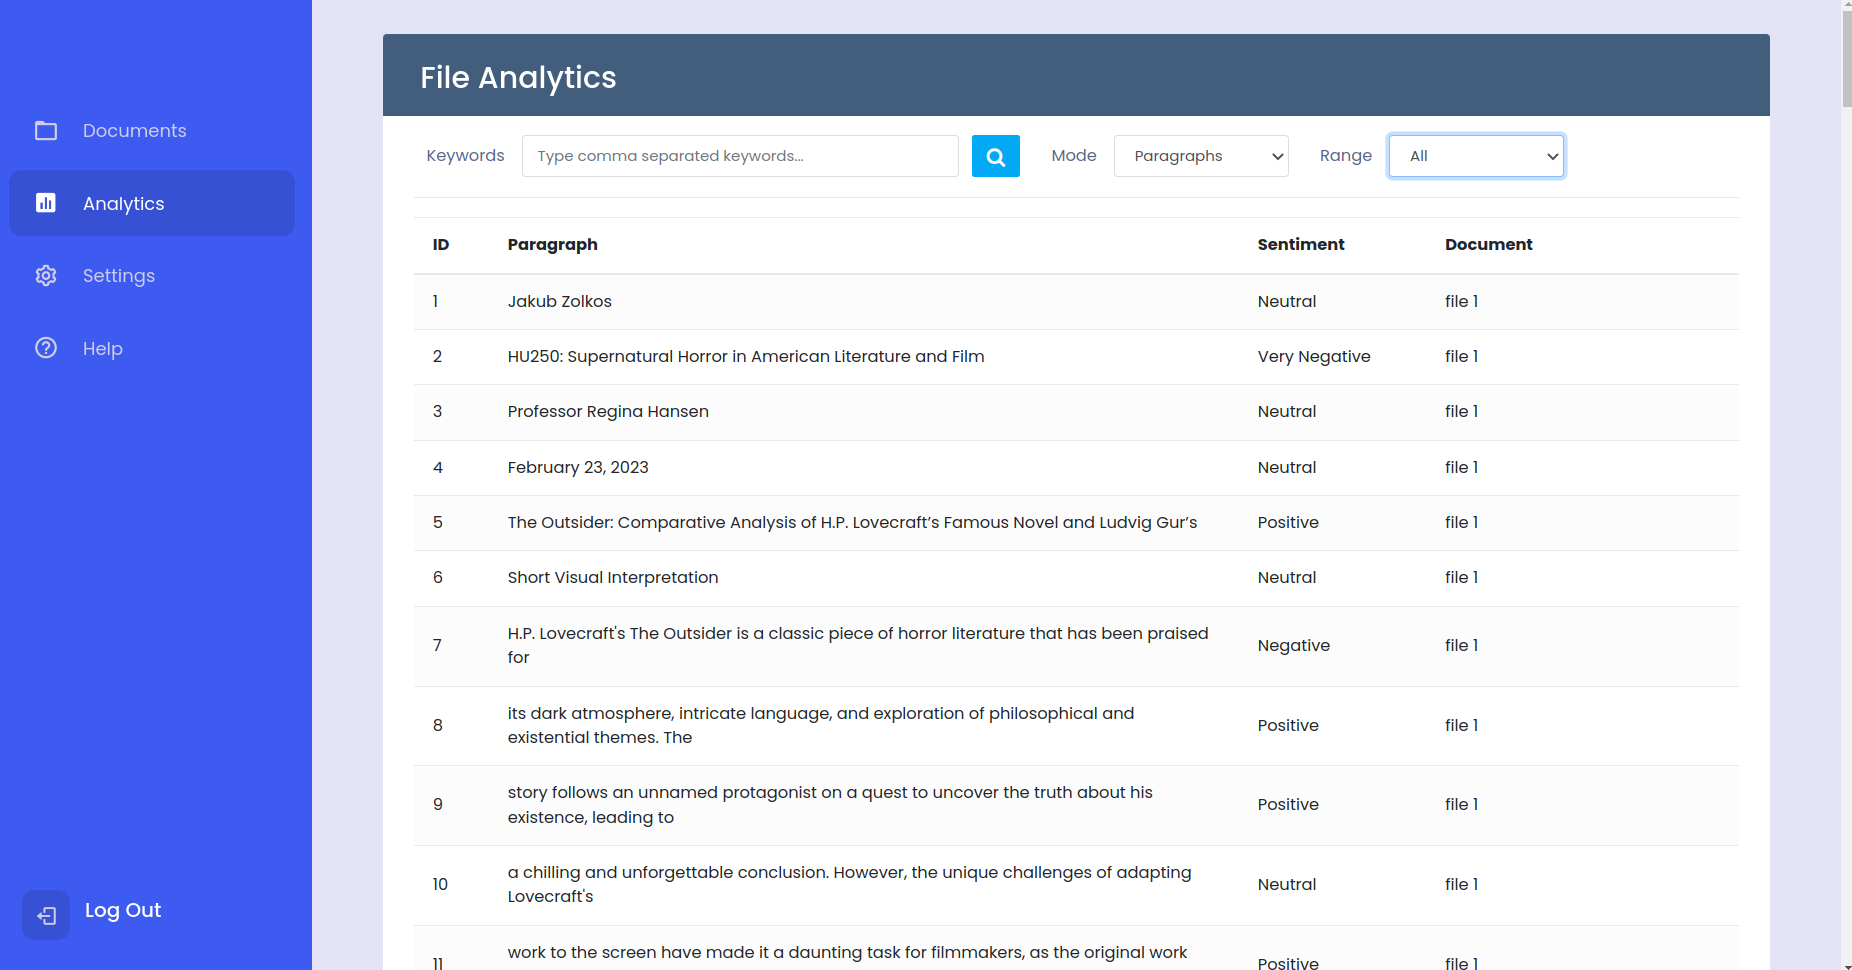 Documents
Analytics
Settings
Help
Log Out
File Analytics
Keywords Type comma separated keywords... Mode Paragraphs Range All
ID Paragraph Sentiment Document
1 Jakub Zolkos Neutral file 1
2 HU250: Supernatural Horror in American Literature and Film Very Negative file 1
3 Professor Regina Hansen Neutral file 1
4 February 23, 2023 Neutral file 1
5 The Outsider: Comparative Analysis of H.P. Lovecraft’s Famous Novel and Ludvig Gur’s Positive file 1
6 Short Visual Interpretation Neutral file 1
7 H.P. Lovecraft's The Outsider is a classic piece of horror literature that has been praised
for Negative file 1
8 its dark atmosphere, intricate language, and exploration of philosophical and
existential themes. The Positive file 1
9 story follows an unnamed protagonist on a quest to uncover the truth about his
existence, leading to Positive file 1
10 a chilling and unforgettable conclusion. However, the unique challenges of adapting
Lovecraft's Neutral file 1
11 work to the screen have made it a daunting task for filmmakers, as the original work
Positive file 1